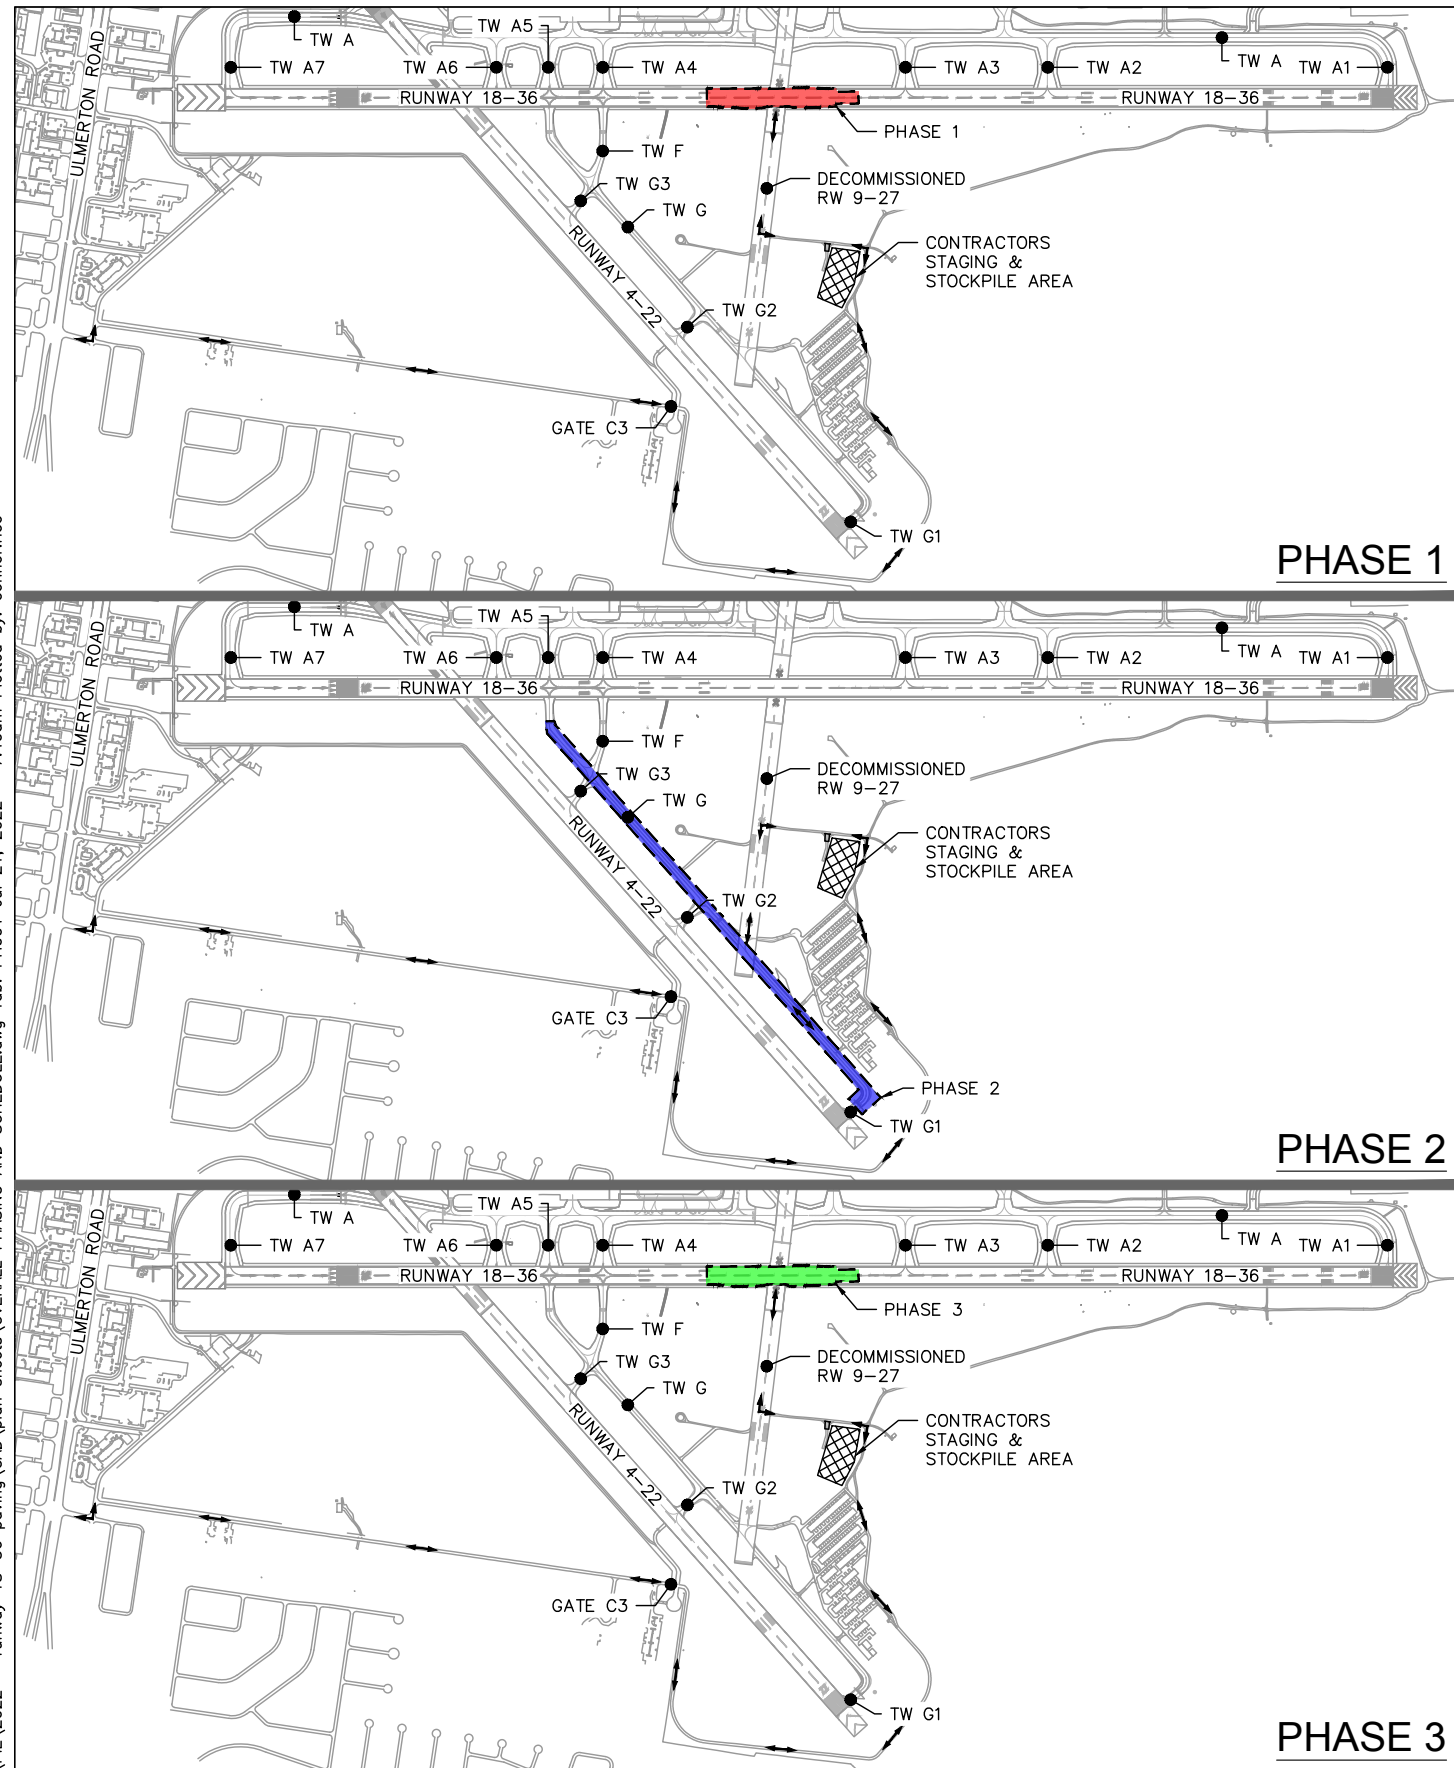 TW A5
TW A
ULMERTON ROAD
TW A7
TW A6
TW A4
TW A3
TW A2
TW A
TW A1
RUNWAY 18-36
RUNWAY 18-36
PHASE 1
TW F
TW G3
DECOMMISSIONED
RW 9-27
TW G
RUNWAY 4-22
CONTRACTORS
STAGING &
STOCKPILE AREA
TW G2
GATE C3
TW G1
PHASE 1
TW A5
TW A
ULMERTON ROAD
TW A7
TW A6
TW A4
TW A3
TW A2
TW A
TW A1
RUNWAY 18-36
RUNWAY 18-36
TW F
TW G3
DECOMMISSIONED
RW 9-27
TW G
RUNWAY 4-22
CONTRACTORS
STAGING &
STOCKPILE AREA
TW G2
GATE C3
PHASE 2
TW G1
PHASE 2
TW A5
TW A
ULMERTON ROAD
TW A7
TW A6
TW A4
TW A3
TW A2
TW A
TW A1
RUNWAY 18-36
RUNWAY 18-36
PHASE 3
TW F
TW G3
DECOMMISSIONED
RW 9-27
TW G
RUNWAY 4-22
CONTRACTORS
STAGING &
STOCKPILE AREA
TW G2
GATE C3
TW G1
PHASE 3